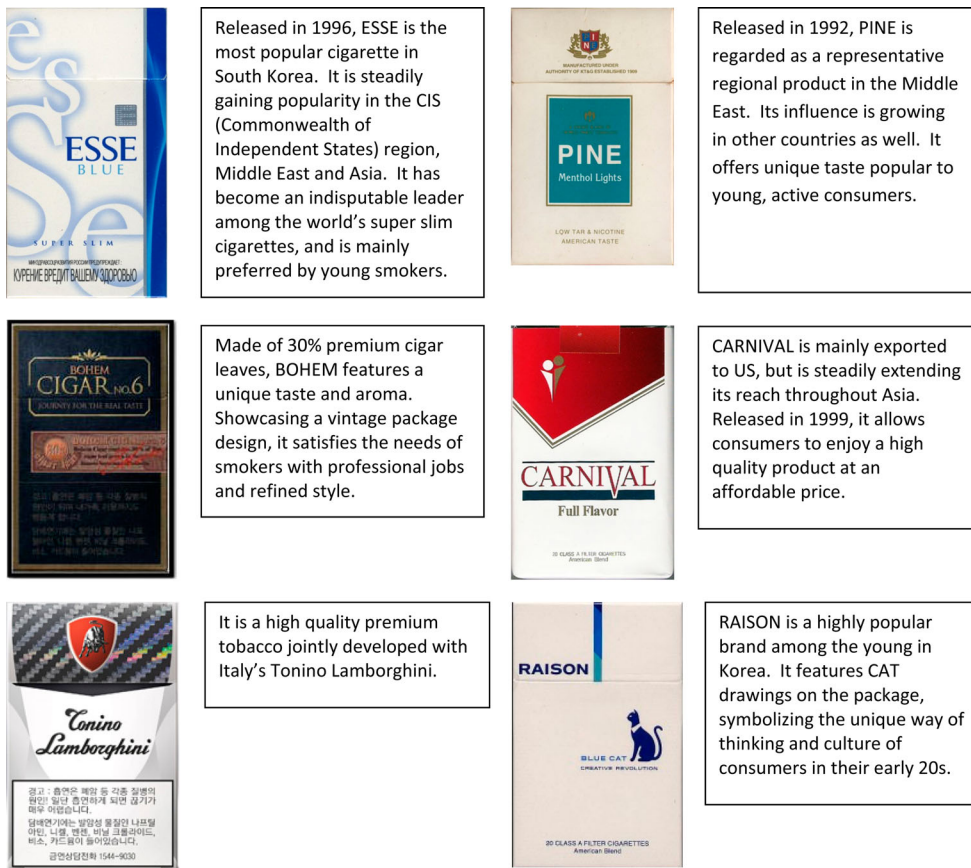 ESSE
BLUE
SUPER SLIM
МИНЗДРАВСОЦРАЗВИТИЯ РОССИИ ПРЕДУПРЕЖДАЕТ:
КУРЕНИЕ ВРЕДИТ ВАШЕМУ ЗДОРОВЬЮ
Released in 1996, ESSE is the
most popular cigarette in
South Korea. It is steadily
gaining popularity in the CIS
(Commonwealth of
Independent States) region,
Middle East and Asia. It has
become an indisputable leader
among the world's super slim
cigarettes, and is mainly
preferred by young smokers.
MANUFACTURED UNDER
AUTHORITY OF KT&G ESTABLISHED 1899
PINE
Menthol Lights
LOW TAR & NICOTINE
AMERICAN TASTE
Released in 1992, PINE is
regarded as a representative
regional product in the Middle
East. Its influence is growing
in other countries as well. It
offers unique taste popular to
young, active consumers.
BOHEM
CIGAR NO.6
JOURNEY FOR THE REAL TASTE
경고 : 흡연은 폐암 등 각종 질병의
Made of 30% premium cigar
leaves, BOHEM features a
unique taste and aroma.
Showcasing a vintage package
design, it satisfies the needs of
smokers with professional jobs
and refined style.
CARNIVAL
Full Flavor
20 CLASS A FILTER CIGARETTES
American Blend
CARNIVAL is mainly exported
to US, but is steadily extending
its reach throughout Asia.
Released in 1999, it allows
consumers to enjoy a high
quality product at an
affordable price.
Tonino
Lamborghini
경고 : 흡연은 폐암 등 각종 질병의
원인! 일단 흡연하게 되면 끊기가
매우 어렵습니다.
담배연기에는 발암성 물질인 나프틸
아민, 니켈, 벤젠, 비닐 크롤라이드,
비소, 카드뮴이 들어있습니다.
금연상담전화 1544-9030
It is a high quality premium
tobacco jointly developed with
Italy's Tonino Lamborghini.
RAISON
BLUE CAT
CREATIVE REVOLUTION
20 CLASS A FILTER CIGARETTES
American Blend
RAISON is a highly popular
brand among the young in
Korea. It features CAT
drawings on the package,
symbolizing the unique way of
thinking and culture of
consumers in their early 20s.